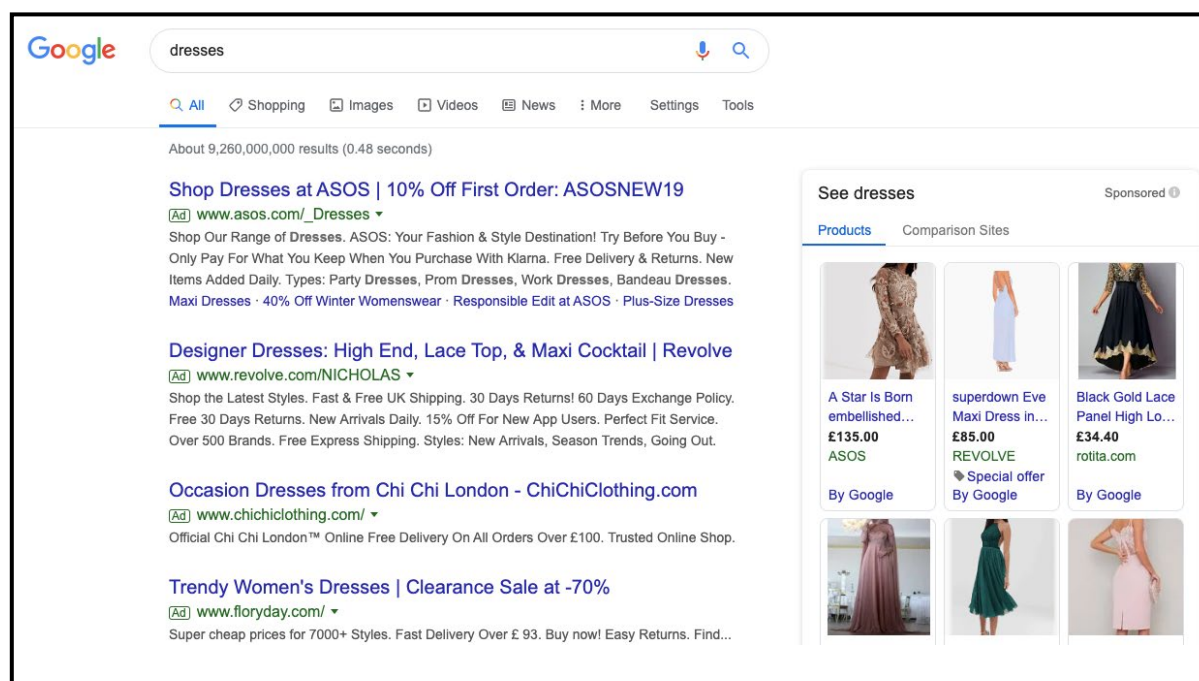 Google
dresses
All Shopping Images Videos News More Settings Tools
About 9,260,000,000 results (0.48 seconds)
Shop Dresses at ASOS | 10% Off First Order: ASOSNEW19
Ad www.asos.com/_Dresses
Shop Our Range of Dresses. ASOS: Your Fashion & Style Destination! Try Before You Buy -
Only Pay For What You Keep When You Purchase With Klarna. Free Delivery & Returns. New
Items Added Daily. Types: Party Dresses, Prom Dresses, Work Dresses, Bandeau Dresses.
Maxi Dresses · 40% Off Winter Womenswear · Responsible Edit at ASOS · Plus-Size Dresses
Designer Dresses: High End, Lace Top, & Maxi Cocktail | Revolve
Ad www.revolve.com/NICHOLAS
Shop the Latest Styles. Fast & Free UK Shipping. 30 Days Returns! 60 Days Exchange Policy.
Free 30 Days Returns. New Arrivals Daily. 15% Off For New App Users. Perfect Fit Service.
Over 500 Brands. Free Express Shipping. Styles: New Arrivals, Season Trends, Going Out.
Occasion Dresses from Chi Chi London - ChiChiClothing.com
Ad www.chichiclothing.com/
Official Chi Chi London™ Online Free Delivery On All Orders Over £100. Trusted Online Shop.
Trendy Women's Dresses | Clearance Sale at -70%
Ad www.floryday.com/
Super cheap prices for 7000+ Styles. Fast Delivery Over £ 93. Buy now! Easy Returns. Find...
See dresses Sponsored
Products Comparison Sites
A Star Is Born
embellished...
£135.00
ASOS
By Google
superdown Eve
Maxi Dress in...
£85.00
REVOLVE
Special offer
By Google
Black Gold Lace
Panel High Lo...
£34.40
rotita.com
By Google